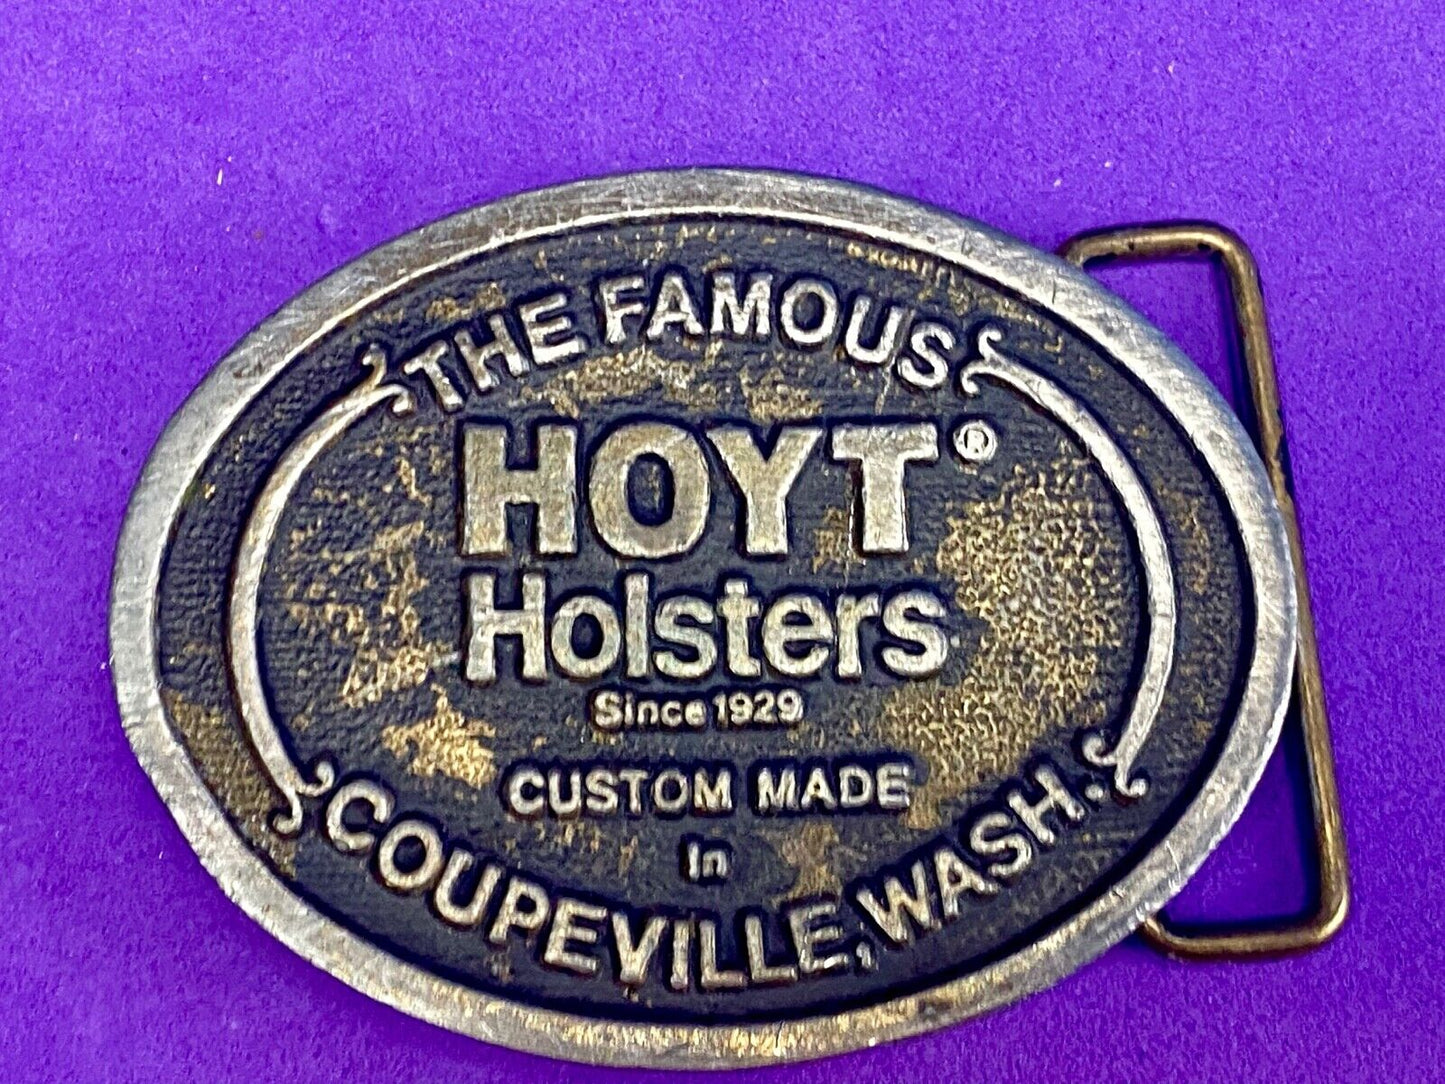 THE FAMOUS
HOYT®
Holsters
Since 1929
CUSTOM MADE
In
COUPEVILLE, WASH.